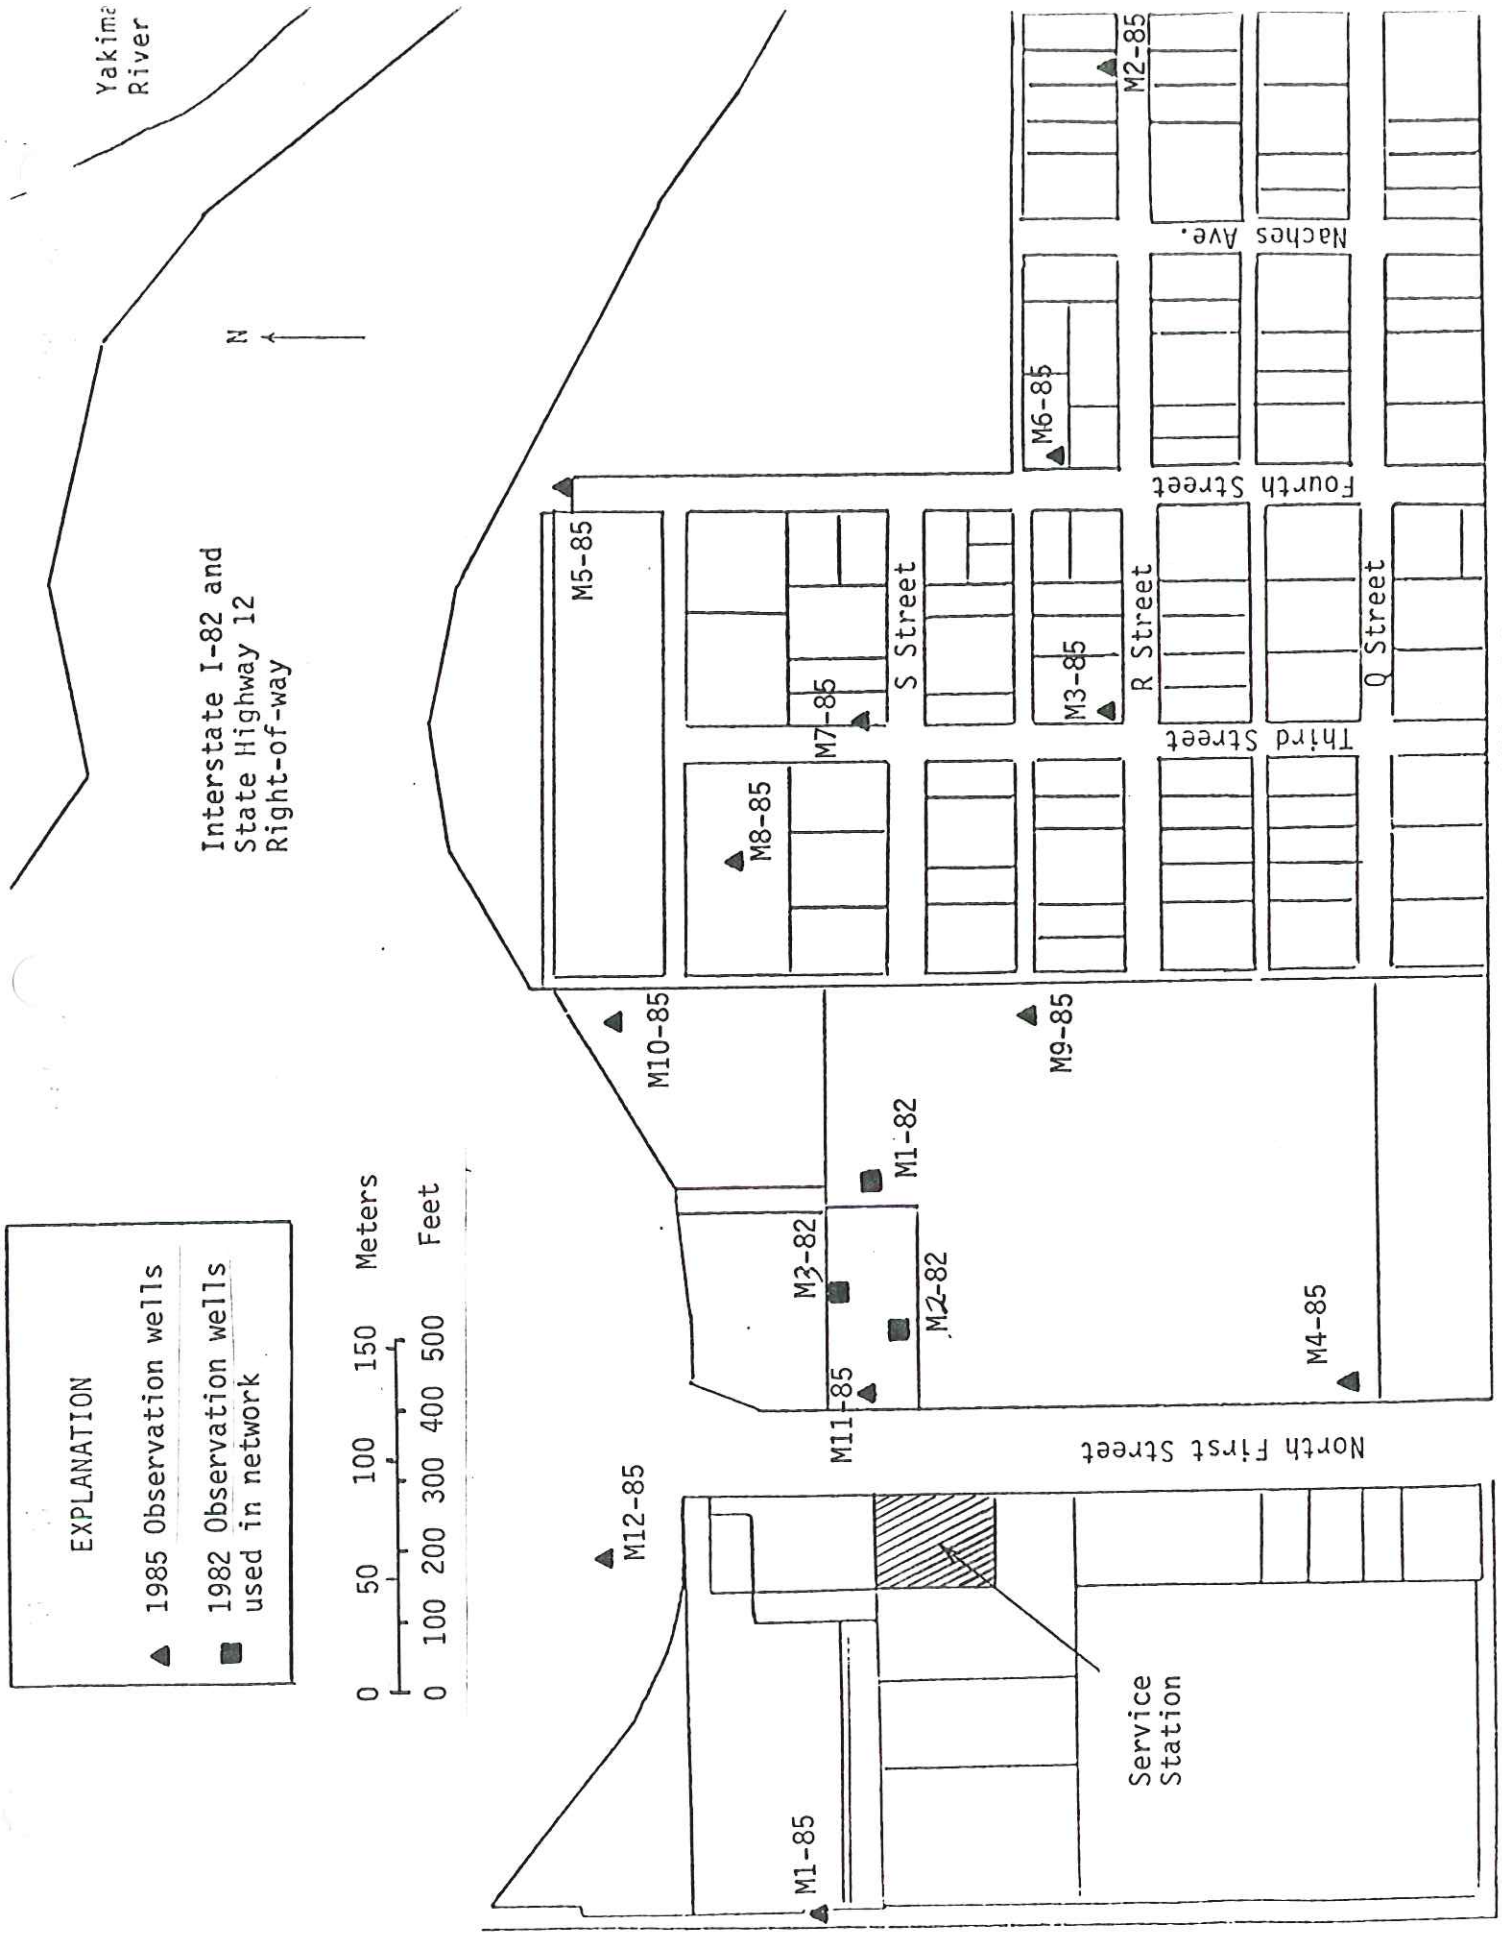 EXPLANATION
1985 Observation wells
1982 Observation wells
used in network
0 50 100 150 Meters
0 100 200 300 400 500 Feet
Interstate I-82 and
State Highway 12
Right-of-way
N
Yakima
River
M1-85
M12-85
M11-85
M3-82
M2-82
M1-82
M10-85
M9-85
M4-85
M8-85
M7-85
M5-85
M3-85
M6-85
M2-85
Service
Station
North First Street
Third Street
Fourth Street
Naches Ave.
S Street
R Street
Q Street